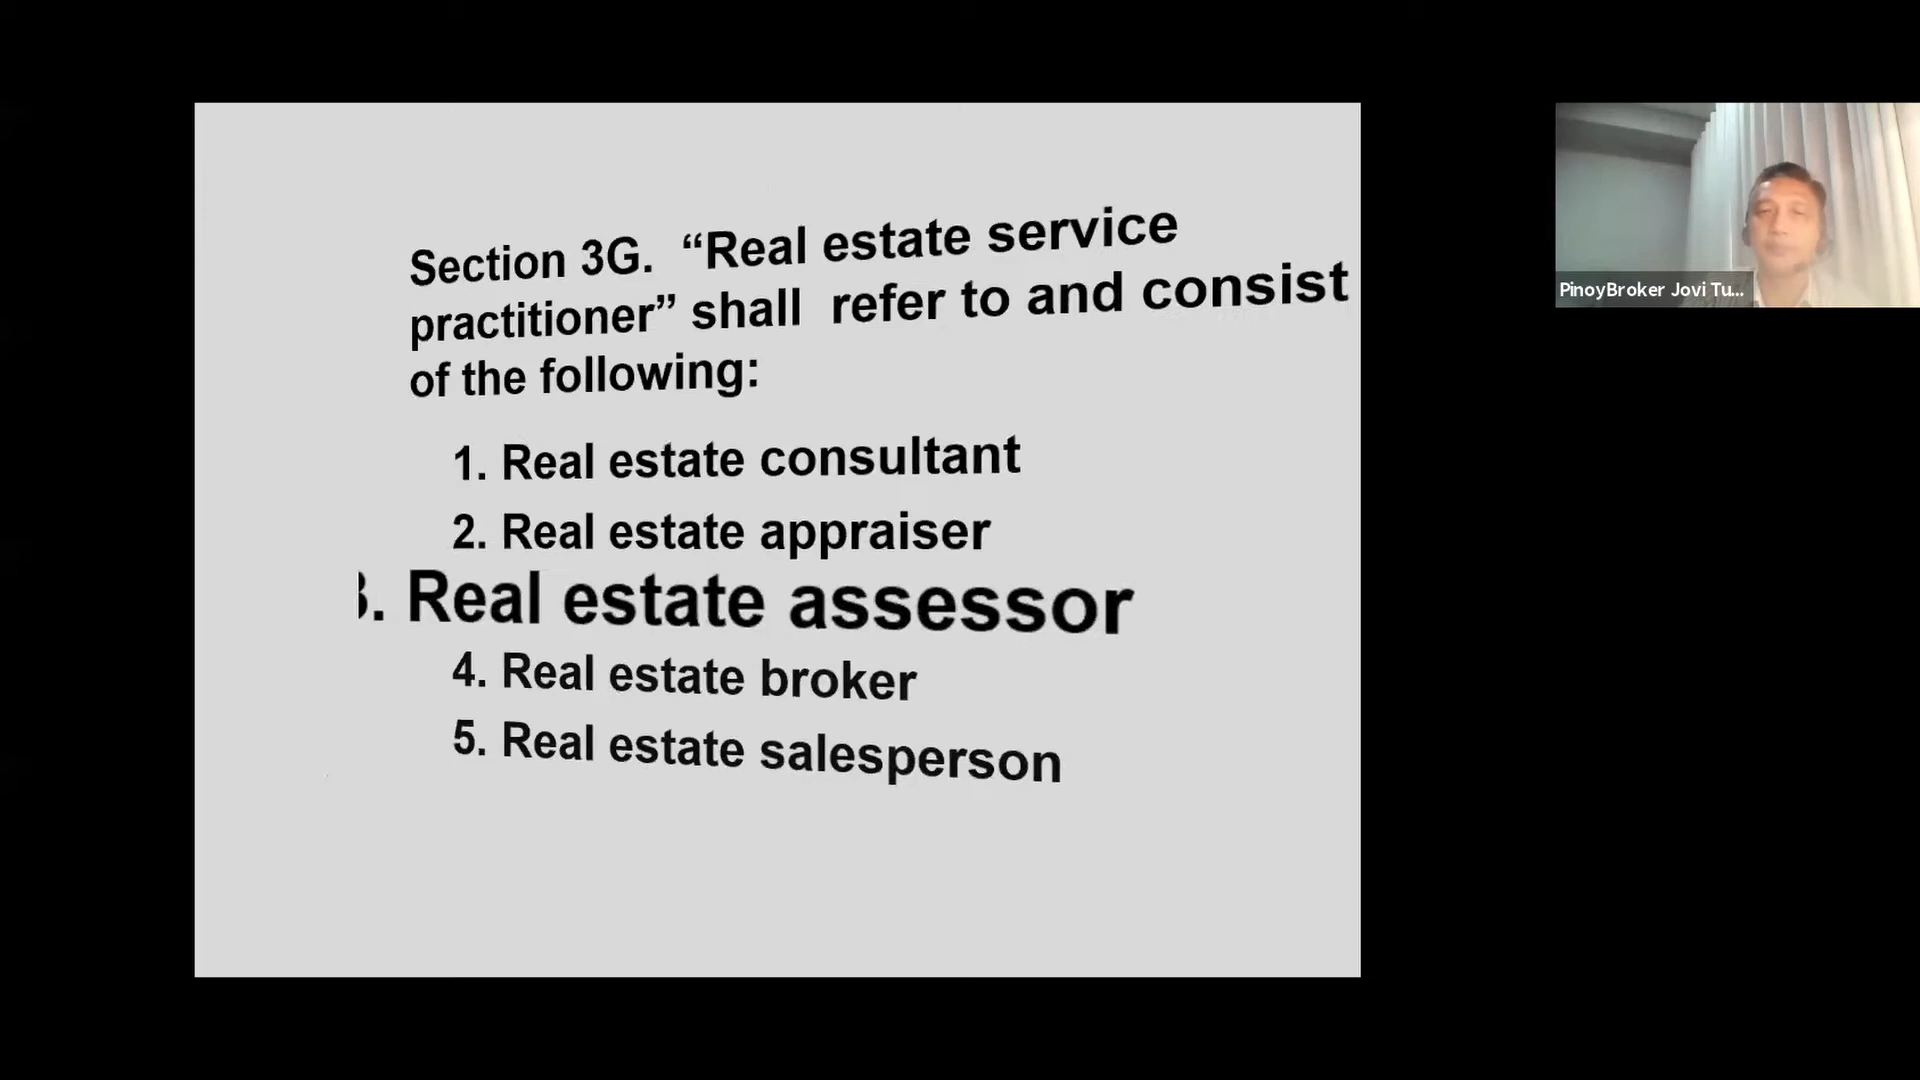 Section 3G. “Real estate service
practitioner” shall refer to and consist
of the following:
1. Real estate consultant
2. Real estate appraiser
3. Real estate assessor
4. Real estate broker
5. Real estate salesperson
PinoyBroker Jovi Tu...